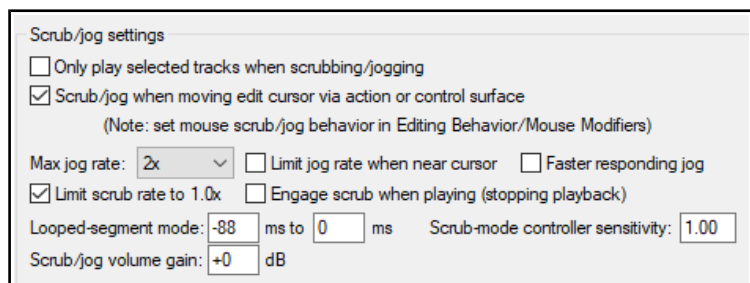 Scrub/jog settings
Only play selected tracks when scrubbing/jogging
Scrub/jog when moving edit cursor via action or control surface
(Note: set mouse scrub/jog behavior in Editing Behavior/Mouse Modifiers)
Max jog rate: 2x Limit jog rate when near cursor Faster responding jog
Limit scrub rate to 1.0x Engage scrub when playing (stopping playback)
Looped-segment mode: -88 ms to 0 ms Scrub-mode controller sensitivity: 1.00
Scrub/jog volume gain: +0 dB